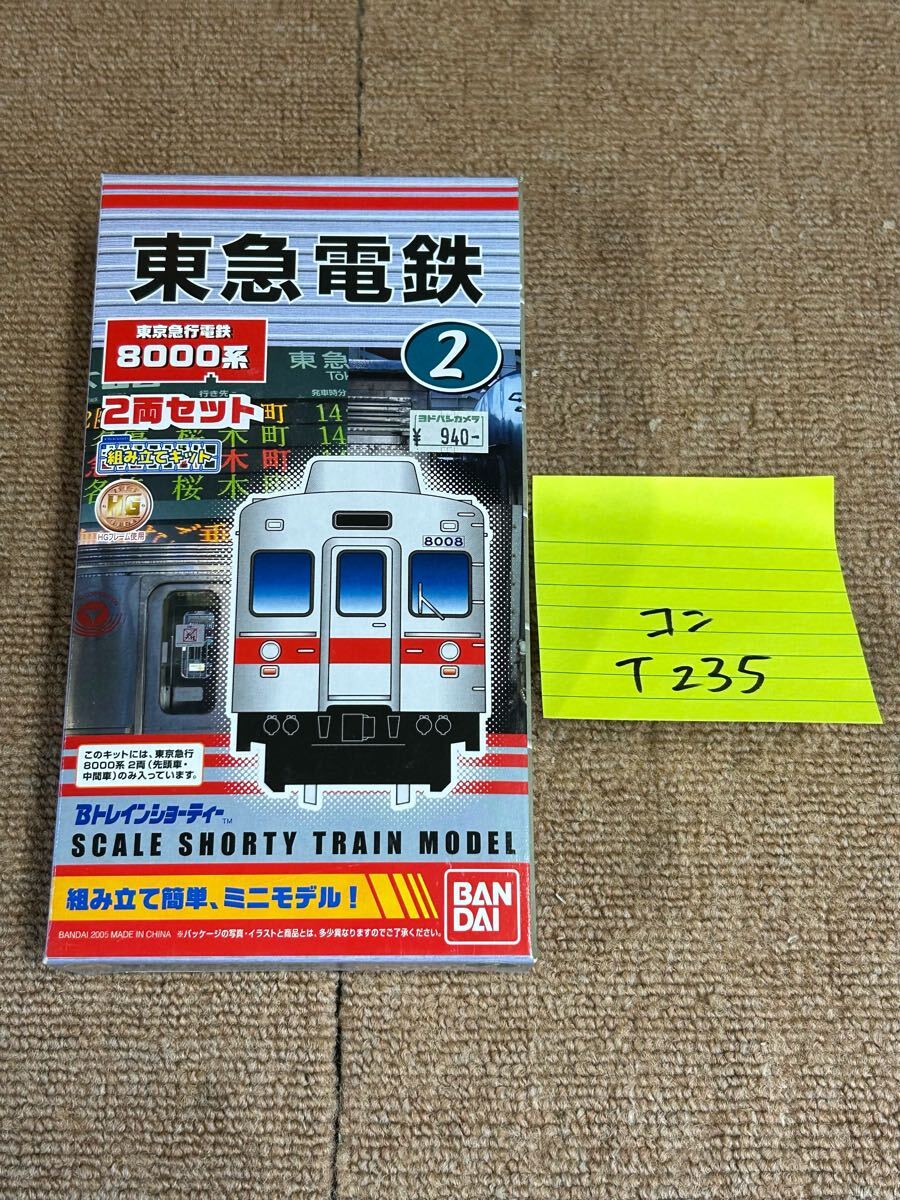 東急電鉄
東京急行電鉄
8000系
2
2両セット
組み立てキット
HG
HGフレーム使用
東急
行き先
発車時分
町 14
桜木町 14
木町
桜木町 14
ヨドバシカメラ
¥ 940-
8008
このキットには、東京急行
8000系 2両(先頭車・
中間車)のみ入っています。
Bトレインショーティー™
SCALE SHORTY TRAIN MODEL
組み立て簡単、ミニモデル!
BAN
DAI
BANDAI 2005 MADE IN CHINA ※パッケージの写真・イラストと商品とは、多少異なりますのでご了承ください。
コン
T235